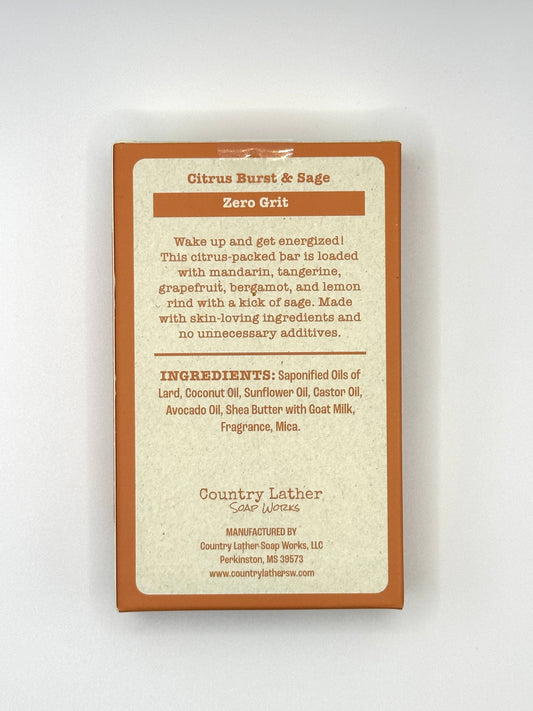 Citrus Burst & Sage
Zero Grit
Wake up and get energized!
This citrus-packed bar is loaded
with mandarin, tangerine,
grapefruit, bergamot, and lemon
rind with a kick of sage. Made
with skin-loving ingredients and
no unnecessary additives.
INGREDIENTS: Saponified Oils of
Lard, Coconut Oil, Sunflower Oil, Castor Oil,
Avocado Oil, Shea Butter with Goat Milk,
Fragrance, Mica.
Country Lather
SOAP WORKS
MANUFACTURED BY
Country Lather Soap Works, LLC
Perkinston, MS 39573
www.countrylathersw.com